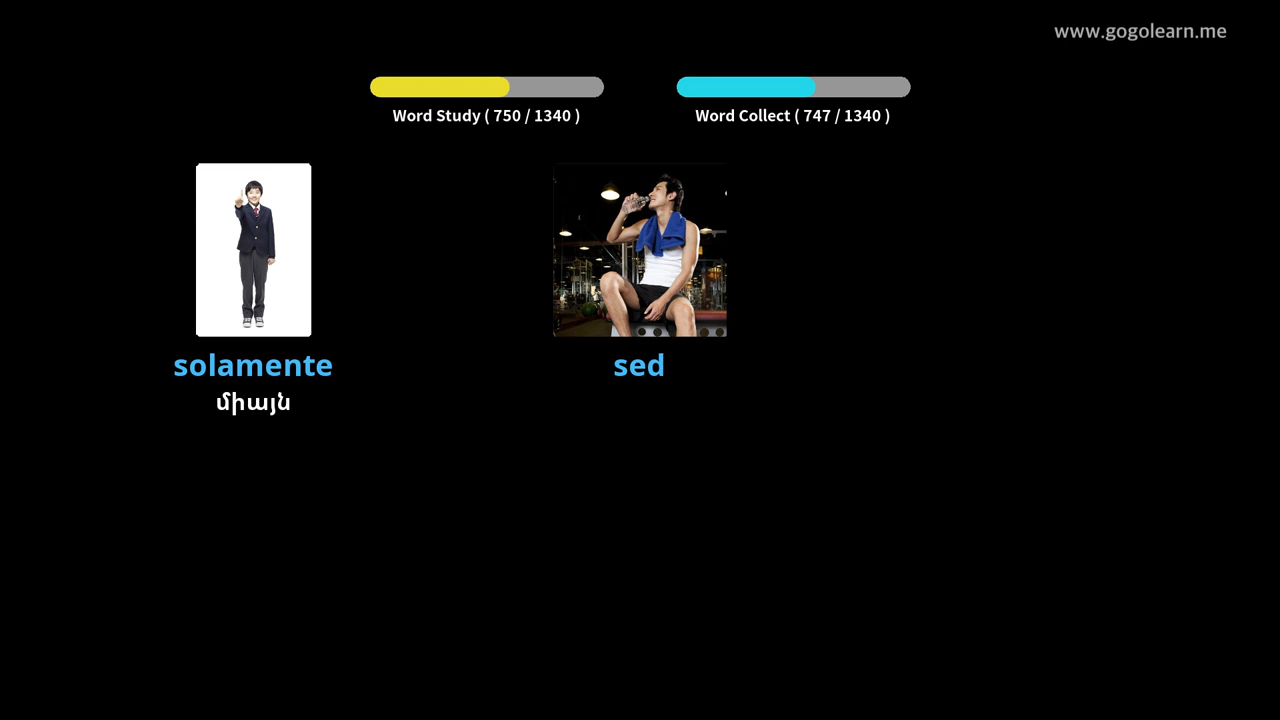 www.gogolearn.me
Word Study ( 750 / 1340 )
Word Collect ( 747 / 1340 )
solamente
միայն
sed